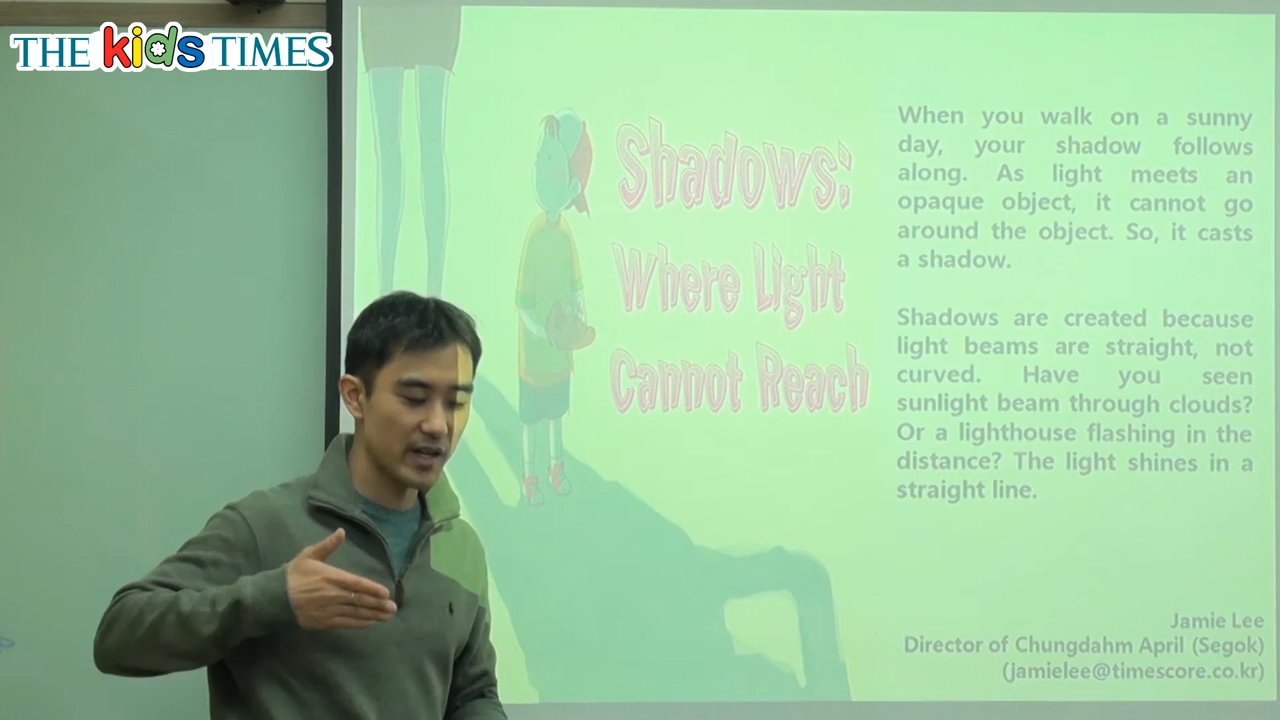 THE kids TIMES
Shadows:
Where Light
Cannot Reach
When you walk on a sunny
day, your shadow follows
along. As light meets an
opaque object, it cannot go
around the object. So, it casts
a shadow.
Shadows are created because
light beams are straight, not
curved. Have you seen
sunlight beam through clouds?
Or a lighthouse flashing in the
distance? The light shines in a
straight line.
Jamie Lee
Director of Chungdahm April (Segok)
(jamielee@timescore.co.kr)